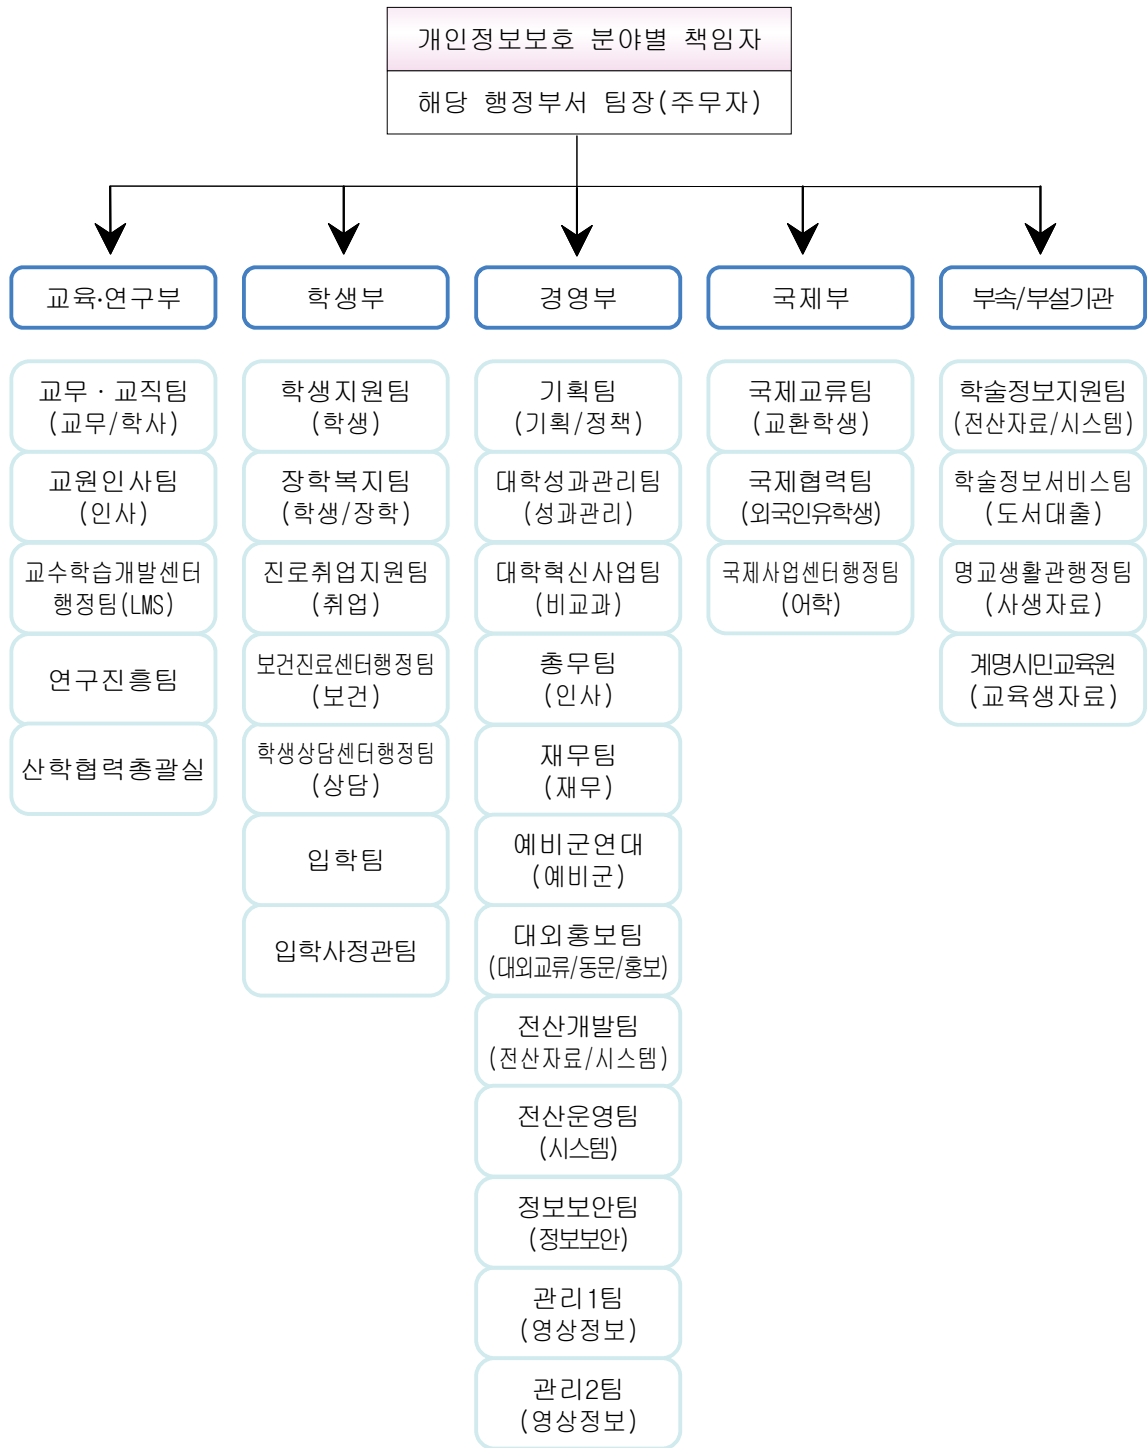 개인정보보호 분야별 책임자
해당 행정부서 팀장(주무자)
교육·연구부
교무 · 교직팀
(교무/학사)
교원인사팀
(인사)
교수학습개발센터
행정팀(LMS)
연구진흥팀
산학협력총괄실
학생부
학생지원팀
(학생)
장학복지팀
(학생/장학)
진로취업지원팀
(취업)
보건진료센터행정팀
(보건)
학생상담센터행정팀
(상담)
입학팀
입학사정관팀
경영부
기획팀
(기획/정책)
대학성과관리팀
(성과관리)
대학혁신사업팀
(비교과)
총무팀
(인사)
재무팀
(재무)
예비군연대
(예비군)
대외홍보팀
(대외교류/동문/홍보)
전산개발팀
(전산자료/시스템)
전산운영팀
(시스템)
정보보안팀
(정보보안)
관리1팀
(영상정보)
관리2팀
(영상정보)
국제부
국제교류팀
(교환학생)
국제협력팀
(외국인유학생)
국제사업센터행정팀
(어학)
부속/부설기관
학술정보지원팀
(전산자료/시스템)
학술정보서비스팀
(도서대출)
명교생활관행정팀
(사생자료)
계명시민교육원
(교육생자료)